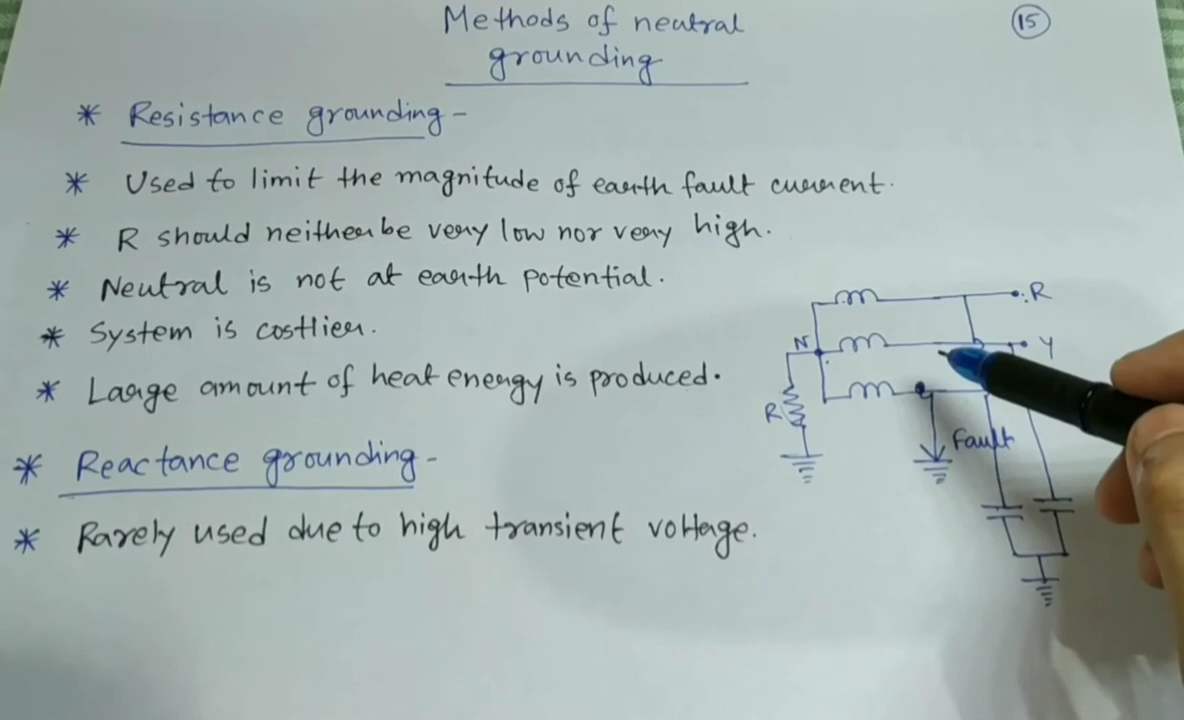 Methods of neutral
grounding
15
* Resistance grounding -
* Used to limit the magnitude of earth fault current.
* R should neither be very low nor very high.
* Neutral is not at earth potential.
* System is costlier.
* Large amount of heat energy is produced.
* Reactance grounding -
* Rarely used due to high transient voltage.
R
N
Y
R
Fault